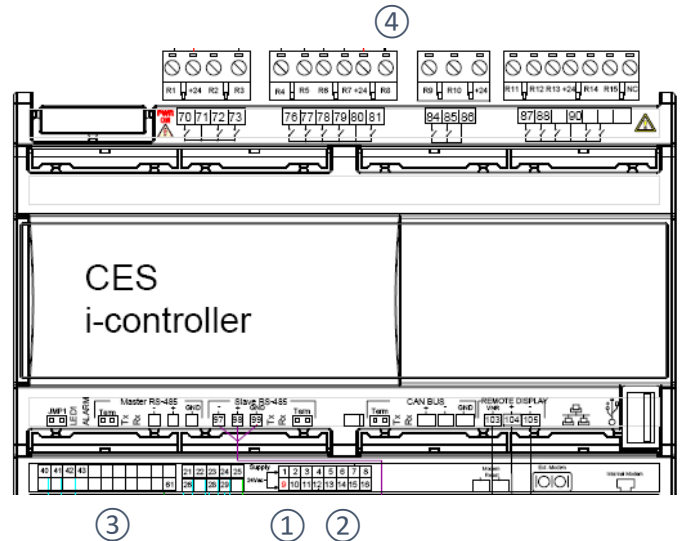 ④
R1 +24 R2 R3 R4 R5 R6 R7 +24 R8 R9 R10 +24 R11 R12 R13 +24 R14 R15 NC
PWR ON 70 71 72 73 76 77 78 79 80 81 84 85 86 87 88 90
CES
i-controller
Master RS-485 Slave RS-485 CAN BUS REMOTE DISPLAY
JMP1 LED1 ALARM Term Tx Rx - + GND - + GND Tx Rx Term Term Tx Rx - + GND VNR - +
97 98 99 103 104 105
40 41 42 43 21 22 23 24 25 Supply 1 2 3 4 5 6 7 8 Modem Reset Ext. Modem Internal Modem
61 26 28 29 24Vac 9 10 11 12 13 14 15 16
③ ① ②